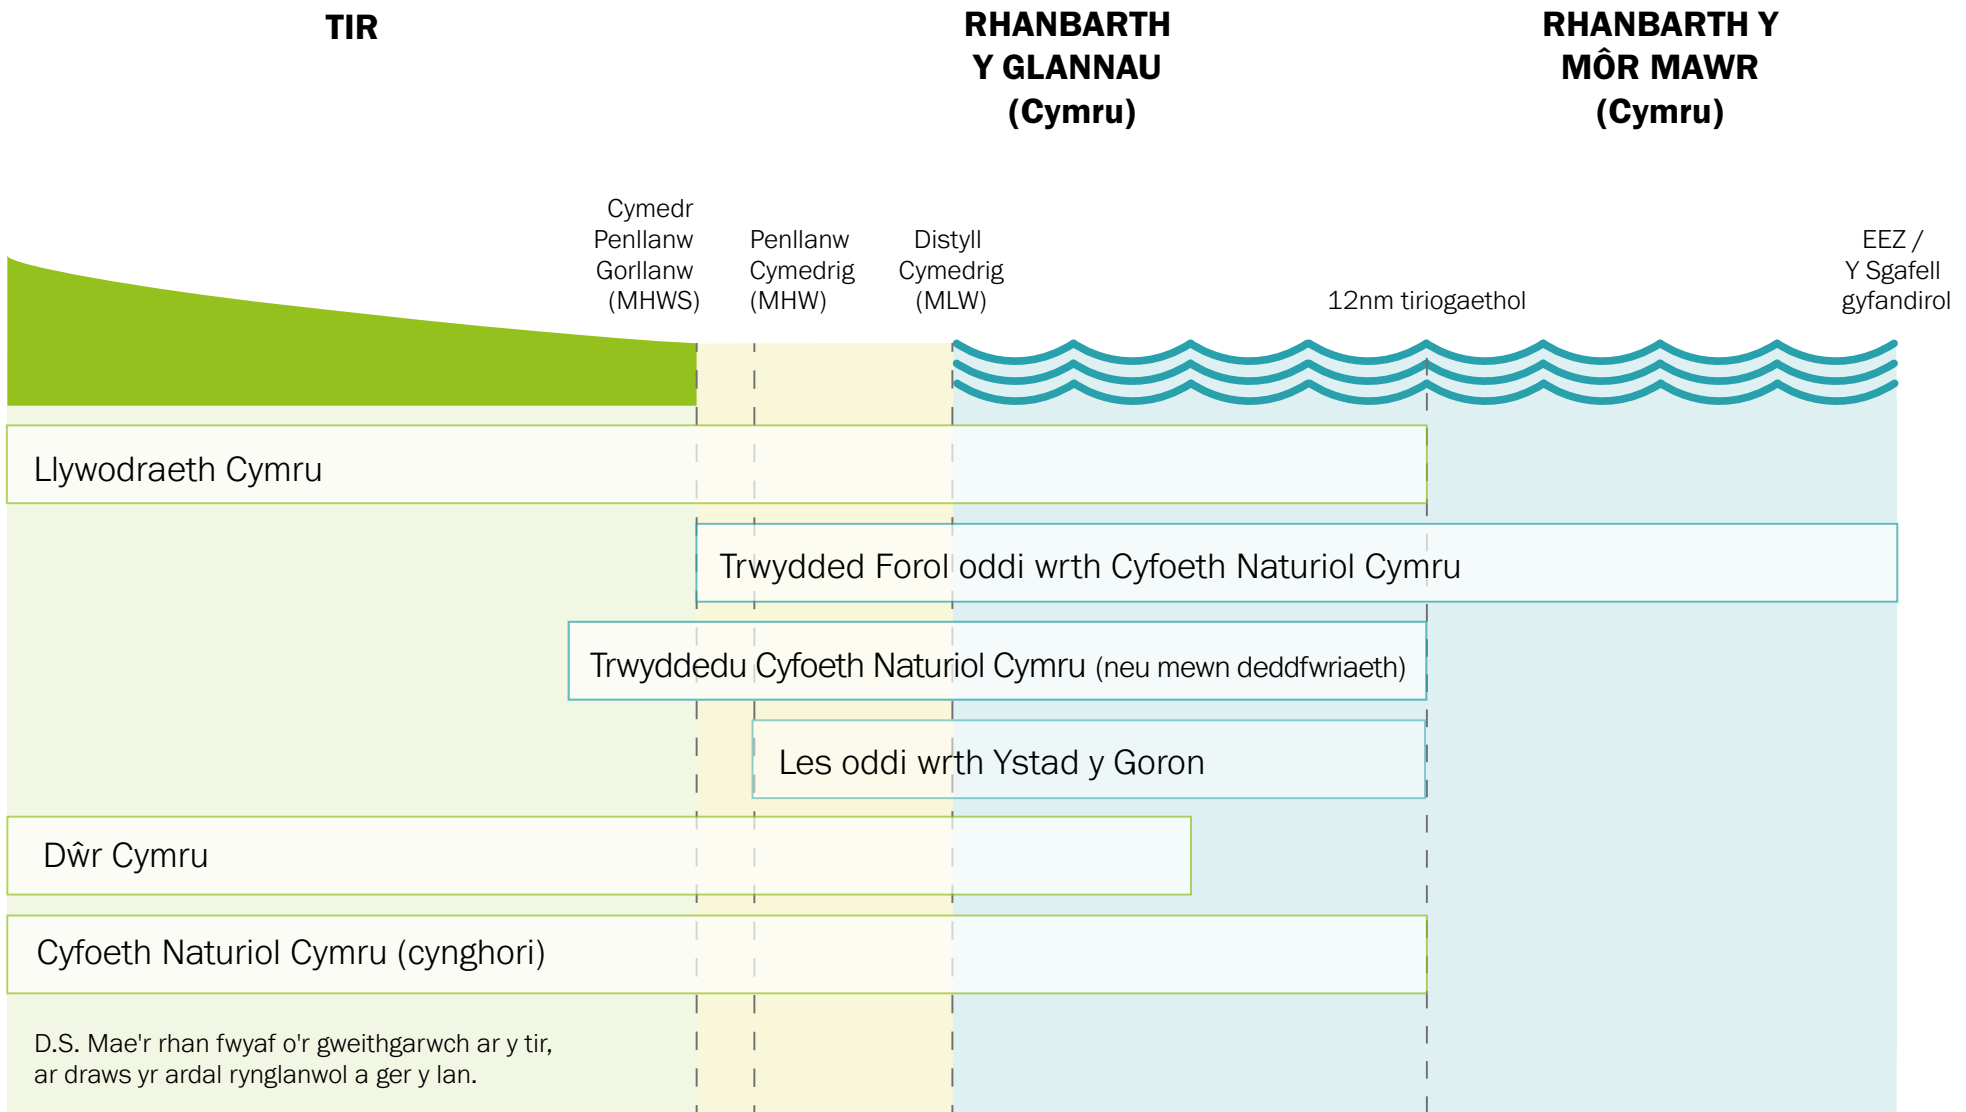 TIR
RHANBARTH
Y GLANNAU
(Cymru)
RHANBARTH Y
MÔR MAWR
(Cymru)
Cymedr
Penllanw
Gorllanw
(MHWS)
Penllanw
Cymedrig
(MHW)
Distyll
Cymedrig
(MLW)
12nm tiriogaethol
EEZ /
Y Sgafell
gyfandirol
Llywodraeth Cymru
Trwydded Forol oddi wrth Cyfoeth Naturiol Cymru
Trwyddedu Cyfoeth Naturiol Cymru (neu mewn deddfwriaeth)
Les oddi wrth Ystad y Goron
Dŵr Cymru
Cyfoeth Naturiol Cymru (cynghori)
D.S. Mae'r rhan fwyaf o'r gweithgarwch ar y tir,
ar draws yr ardal rynglanwol a ger y lan.